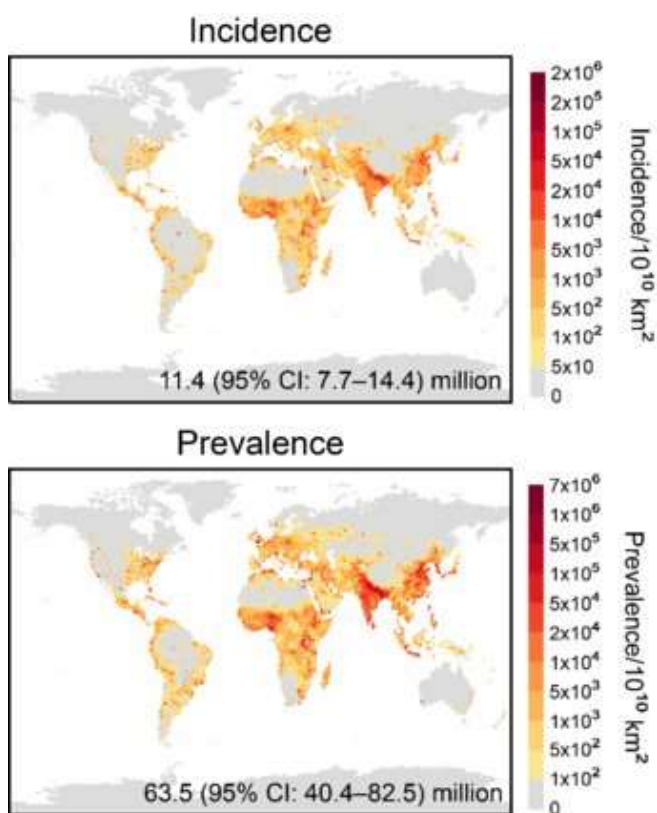 Incidence
2x10⁶
1x10⁵
5x10⁴
2x10⁴
1x10⁴
5x10³
1x10³
5x10²
1x10²
5x10
0
Incidence/10¹⁰ km²
11.4 (95% CI: 7.7–14.4) million
Prevalence
7x10⁶
1x10⁶
5x10⁵
1x10⁵
5x10⁴
2x10⁴
1x10⁴
5x10³
1x10³
5x10²
1x10²
0
Prevalence/10¹⁰ km²
63.5 (95% CI: 40.4–82.5) million